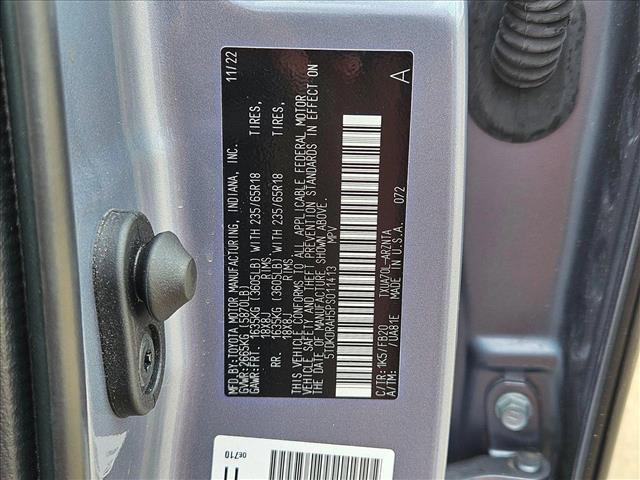 MFD.BY:TOYOTA MOTOR MANUFACTURING, INDIANA, INC. 11/22
GVWR:2665KG (5870LB)
GAWR:FRT. 1635KG (3605LB) WITH 235/65R18 TIRES,
18X8J RIMS,
RR. 1635KG (3605LB) WITH 235/65R18 TIRES,
18X8J RIMS.
THIS VEHICLE CONFORMS TO ALL APPLICABLE FEDERAL MOTOR
VEHICLE SAFETY AND THEFT PREVENTION STANDARDS IN EFFECT ON
THE DATE OF MANUFACTURE SHOWN ABOVE.
5TDKDRAH5PS011413 MPV
A
C/TR:1K5/FB20 TXUA70L-ARZNTA
A/TM: /UA81E MADE IN U.S.A. 072
0E710